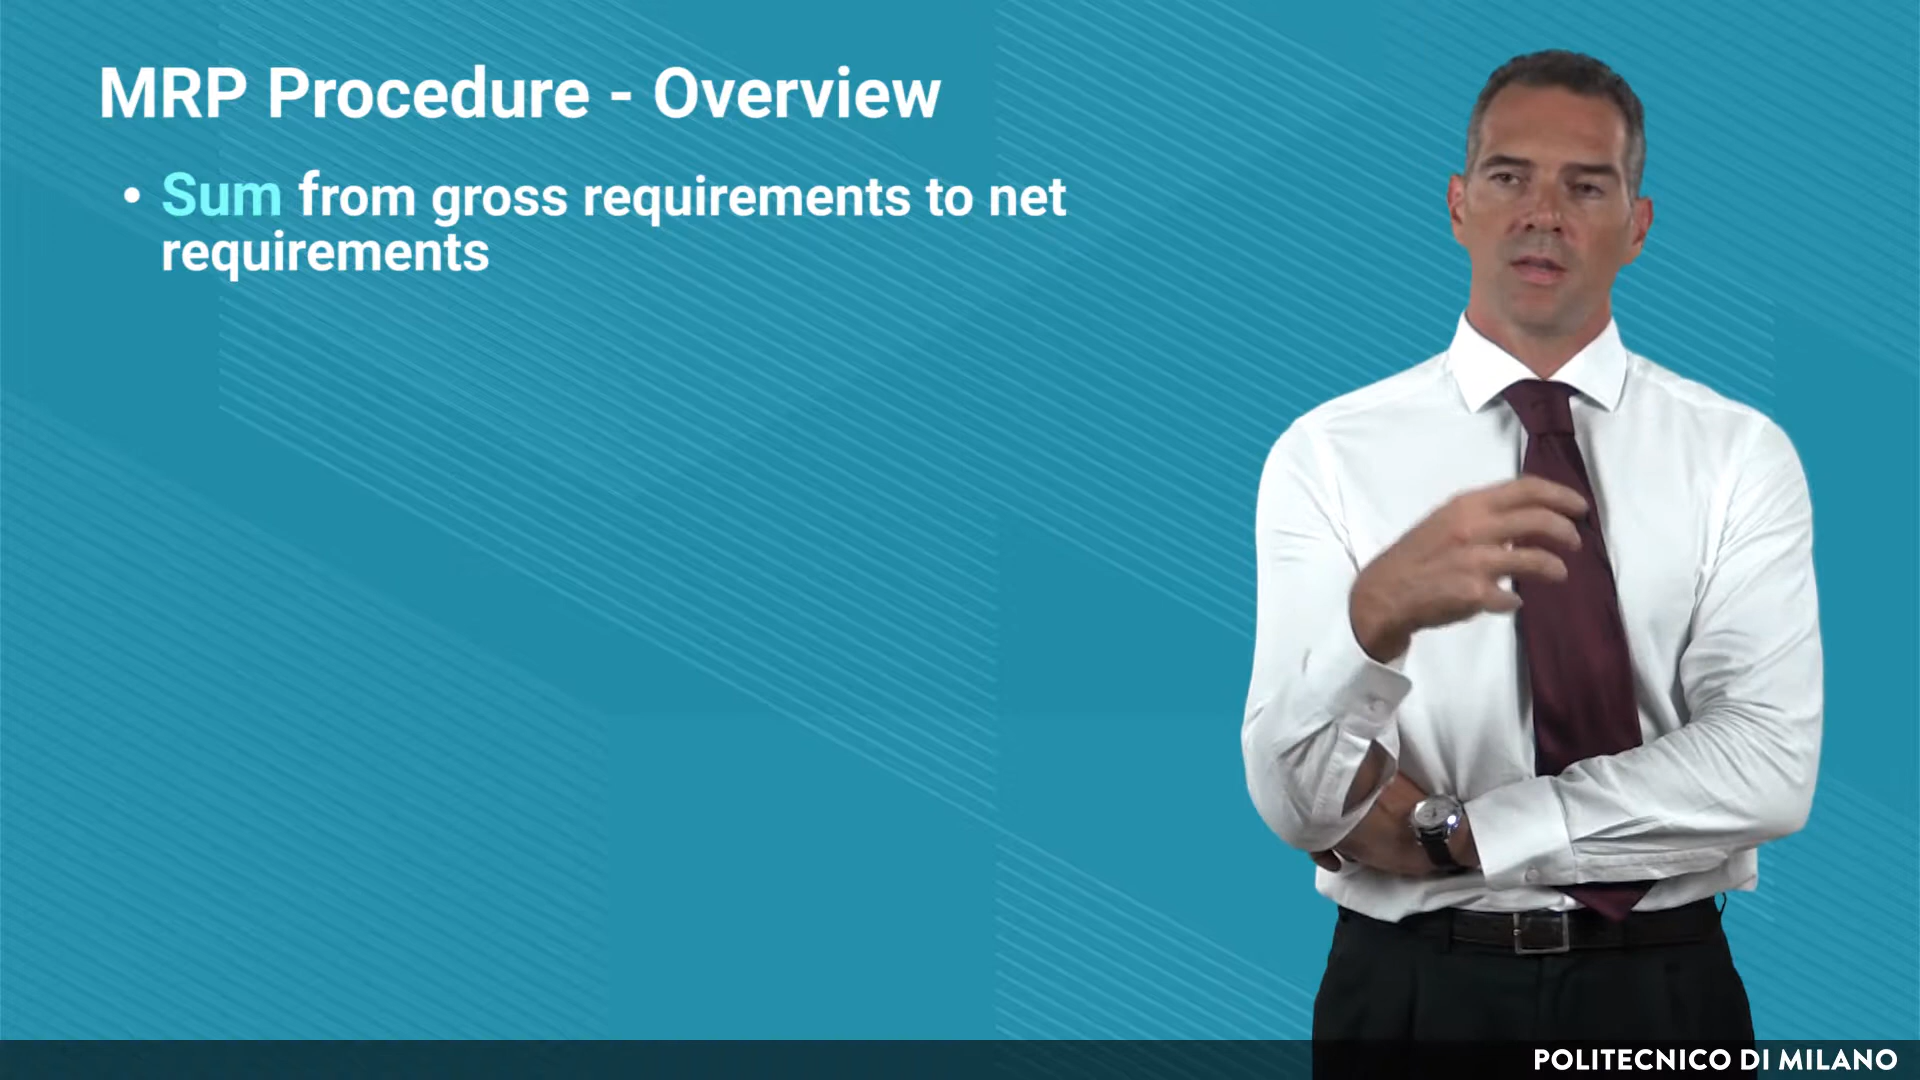 MRP Procedure - Overview
• Sum from gross requirements to net
requirements
POLITECNICO DI MILANO